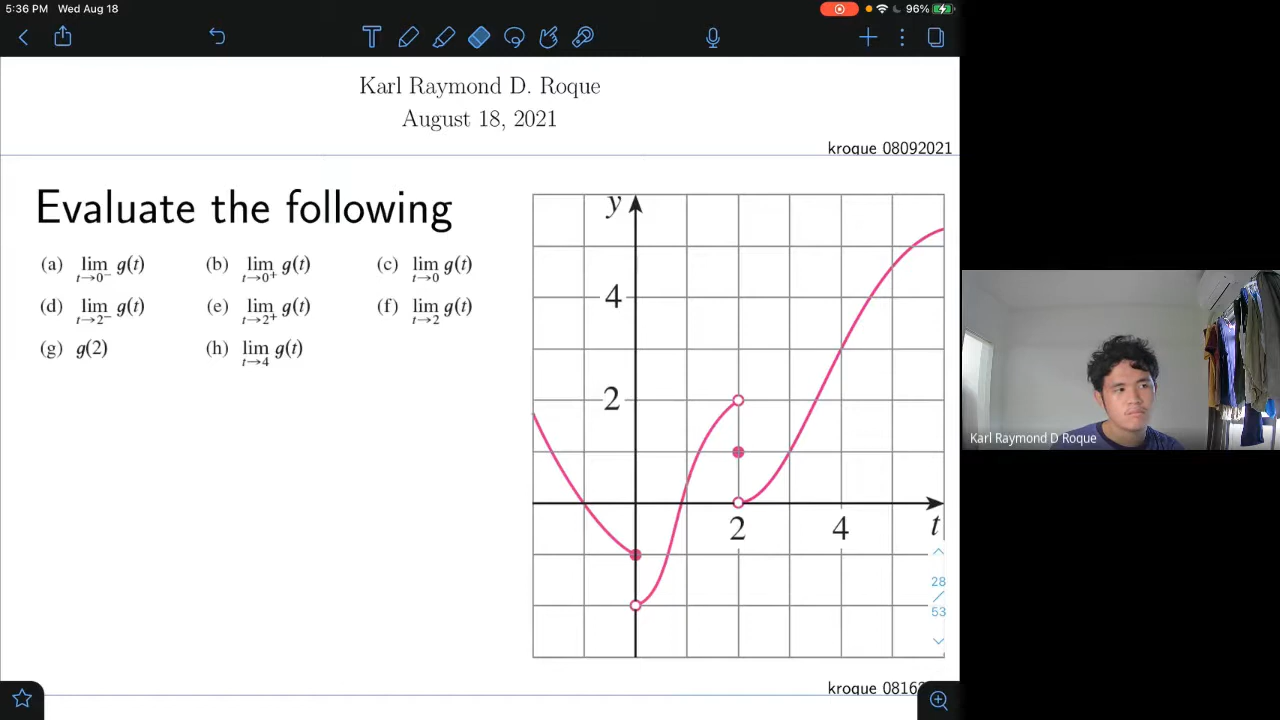 5:36 PM Wed Aug 18
96%
Karl Raymond D. Roque
August 18, 2021
kroque 08092021
Evaluate the following
(a) lim t→0⁻ g(t) (b) lim t→0⁺ g(t) (c) lim t→0 g(t)
(d) lim t→2⁻ g(t) (e) lim t→2⁺ g(t) (f) lim t→2 g(t)
(g) g(2) (h) lim t→4 g(t)
y
4
2
2 4 t
28
/
53
Karl Raymond D Roque
kroque 0816